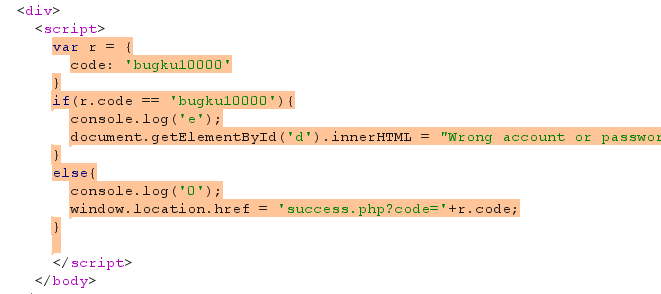 <div>
<script>
var r = {
code: 'bugku10000'
}
if(r.code == 'bugku10000'){
console.log('e');
document.getElementById('d').innerHTML = "Wrong account or passwor
}
else{
console.log('0');
window.location.href = 'success.php?code='+r.code;
}
</script>
</body>